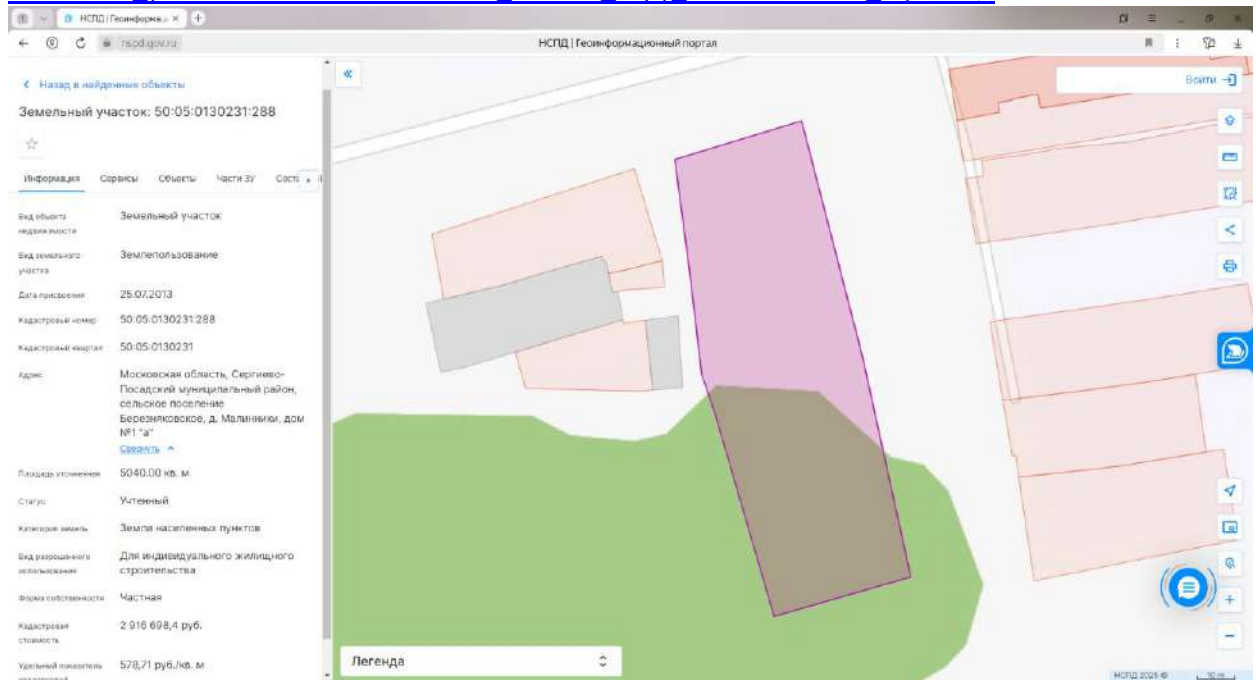 НСПД | Геоинформац...
nspd.gov.ru
НСПД | Геоинформационный портал
Назад в найденные объекты
Войти
Земельный участок: 50:05:0130231:288
Информация Сервисы Объекты Части ЗУ Соста
Вид объекта
недвижимости
Земельный участок
Вид земельного
участка
Землепользование
Дата присвоения
25.07.2013
Кадастровый номер
50:05:0130231:288
Кадастровый квартал
50:05:0130231
Адрес
Московская область, Сергиево-
Посадский муниципальный район,
сельское поселение
Березняковское, д. Малинники, дом
№1 "а"
Свернуть
Площадь уточненная
5040.00 кв. м
Статус
Учтенный
Категория земель
Земли населенных пунктов
Вид разрешенного
использования
Для индивидуального жилищного
строительства
Форма собственности
Частная
Кадастровая
стоимость
2 916 698,4 руб.
Удельный показатель
кадастровой
578,71 руб./кв. м
Легенда
НСПД 2025 ©
10 m